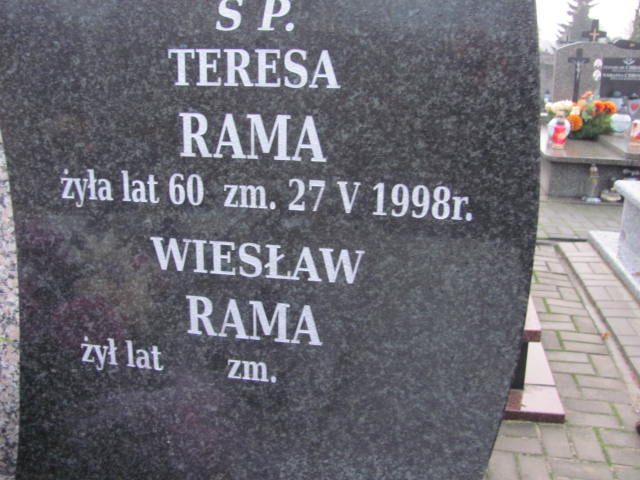 Ś P.
TERESA
RAMA
żyła lat 60 zm. 27 V 1998r.
WIESŁAW
RAMA
żył lat zm.